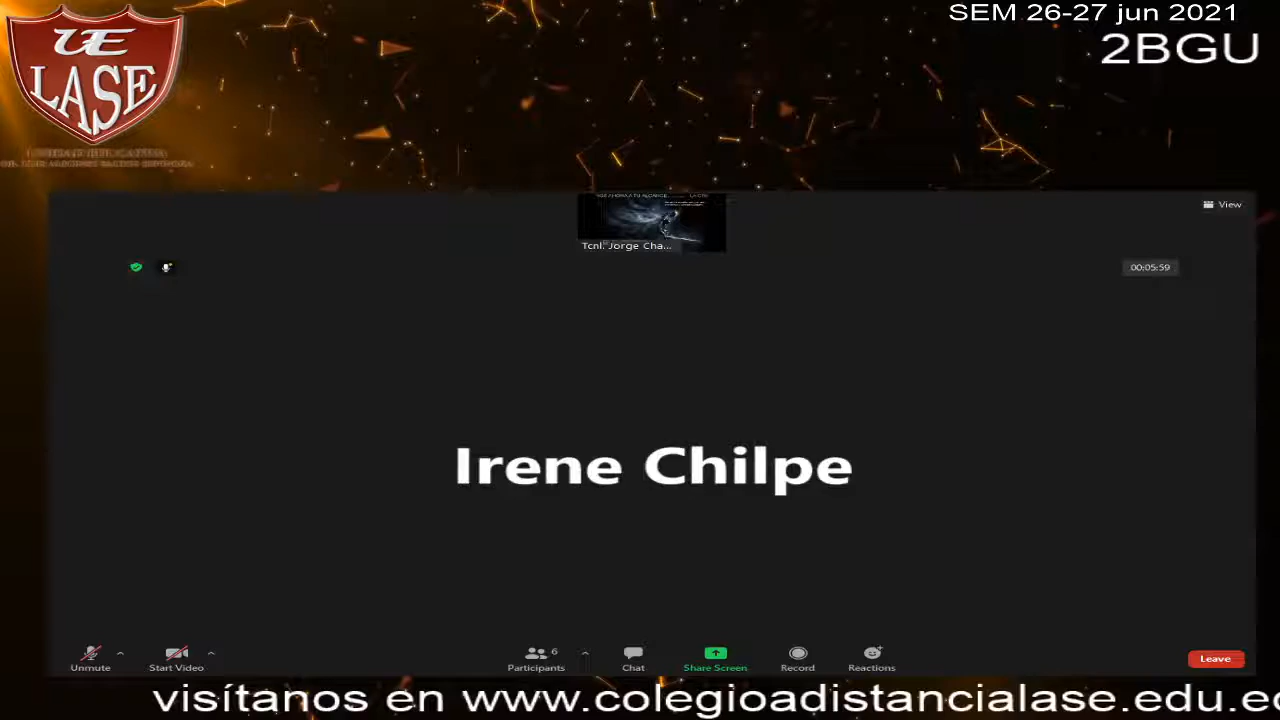 SEM 26-27 jun 2021
2BGU
UE
LASE
View
Tcnl. Jorge Cha...
00:05:59
Irene Chilpe
6
Unmute
Start Video
Participants
Chat
Share Screen
Record
Reactions
Leave
visítanos en www.colegioadistancialase.edu.ec